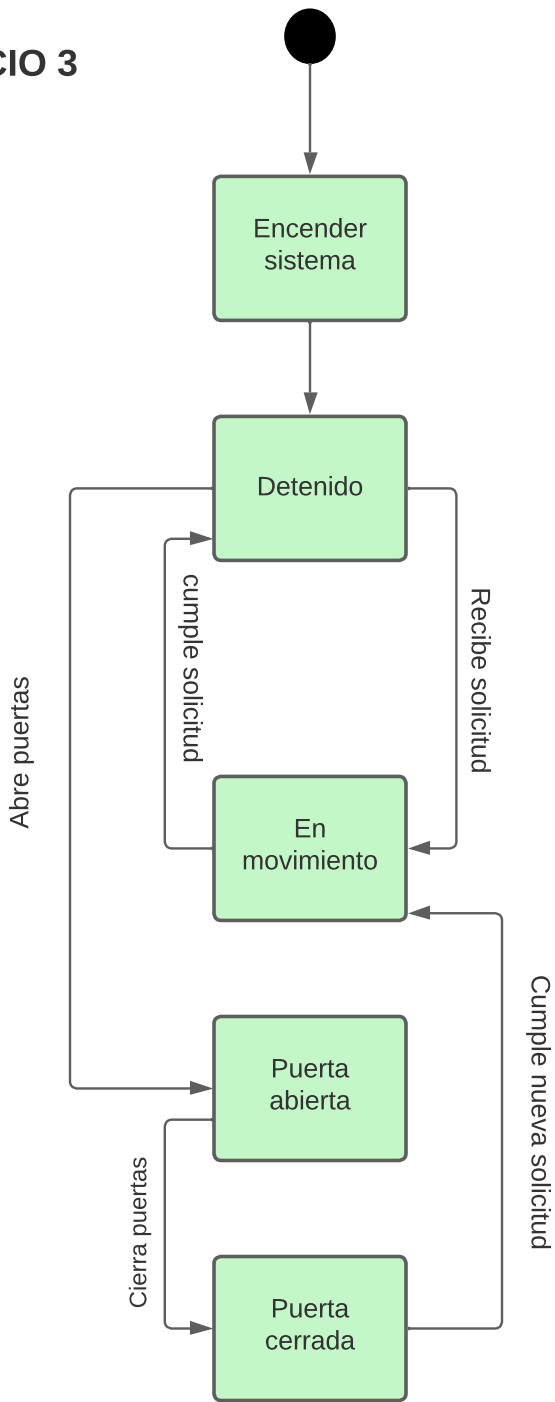 CIO 3
Encender
sistema
Detenido
cumple solicitud
Recibe solicitud
Abre puertas
En
movimiento
Cumple nueva solicitud
Puerta
abierta
Cierra puertas
Puerta
cerrada